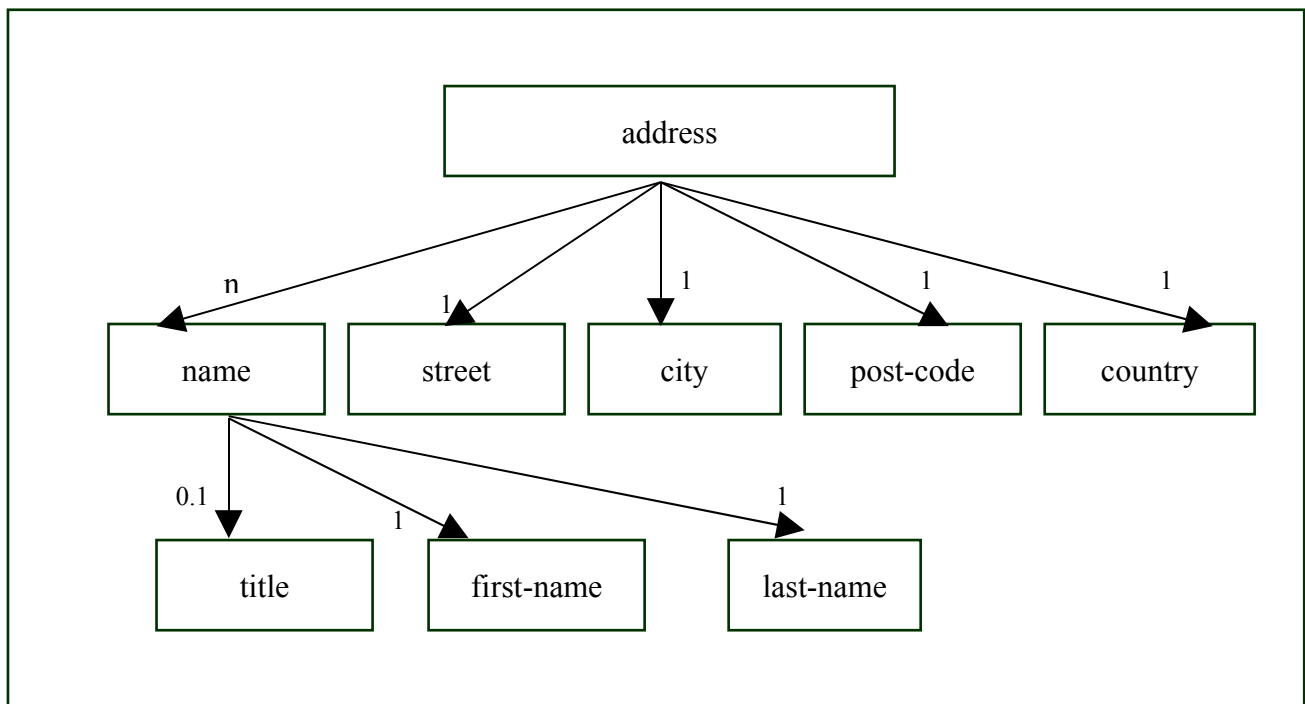 address
n
1
1
1
1
name
street
city
post-code
country
0.1
1
1
title
first-name
last-name